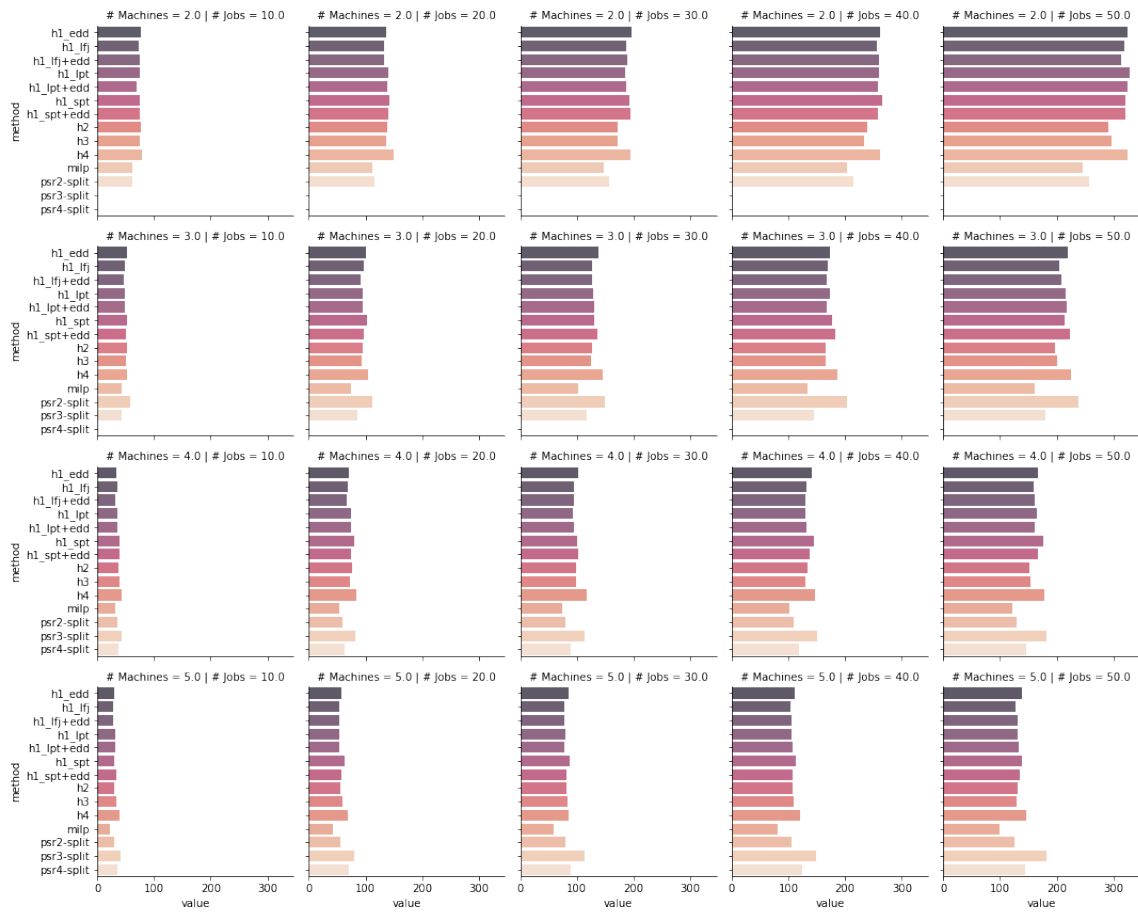 # Machines = 2.0 | # Jobs = 10.0
# Machines = 2.0 | # Jobs = 20.0
# Machines = 2.0 | # Jobs = 30.0
# Machines = 2.0 | # Jobs = 40.0
# Machines = 2.0 | # Jobs = 50.0
method
h1_edd
h1_lfj
h1_lfj+edd
h1_lpt
h1_lpt+edd
h1_spt
h1_spt+edd
h2
h3
h4
milp
psr2-split
psr3-split
psr4-split
# Machines = 3.0 | # Jobs = 10.0
# Machines = 3.0 | # Jobs = 20.0
# Machines = 3.0 | # Jobs = 30.0
# Machines = 3.0 | # Jobs = 40.0
# Machines = 3.0 | # Jobs = 50.0
method
h1_edd
h1_lfj
h1_lfj+edd
h1_lpt
h1_lpt+edd
h1_spt
h1_spt+edd
h2
h3
h4
milp
psr2-split
psr3-split
psr4-split
# Machines = 4.0 | # Jobs = 10.0
# Machines = 4.0 | # Jobs = 20.0
# Machines = 4.0 | # Jobs = 30.0
# Machines = 4.0 | # Jobs = 40.0
# Machines = 4.0 | # Jobs = 50.0
method
h1_edd
h1_lfj
h1_lfj+edd
h1_lpt
h1_lpt+edd
h1_spt
h1_spt+edd
h2
h3
h4
milp
psr2-split
psr3-split
psr4-split
# Machines = 5.0 | # Jobs = 10.0
# Machines = 5.0 | # Jobs = 20.0
# Machines = 5.0 | # Jobs = 30.0
# Machines = 5.0 | # Jobs = 40.0
# Machines = 5.0 | # Jobs = 50.0
method
h1_edd
h1_lfj
h1_lfj+edd
h1_lpt
h1_lpt+edd
h1_spt
h1_spt+edd
h2
h3
h4
milp
psr2-split
psr3-split
psr4-split
0 100 200 300
0 100 200 300
0 100 200 300
0 100 200 300
0 100 200 300
value
value
value
value
value